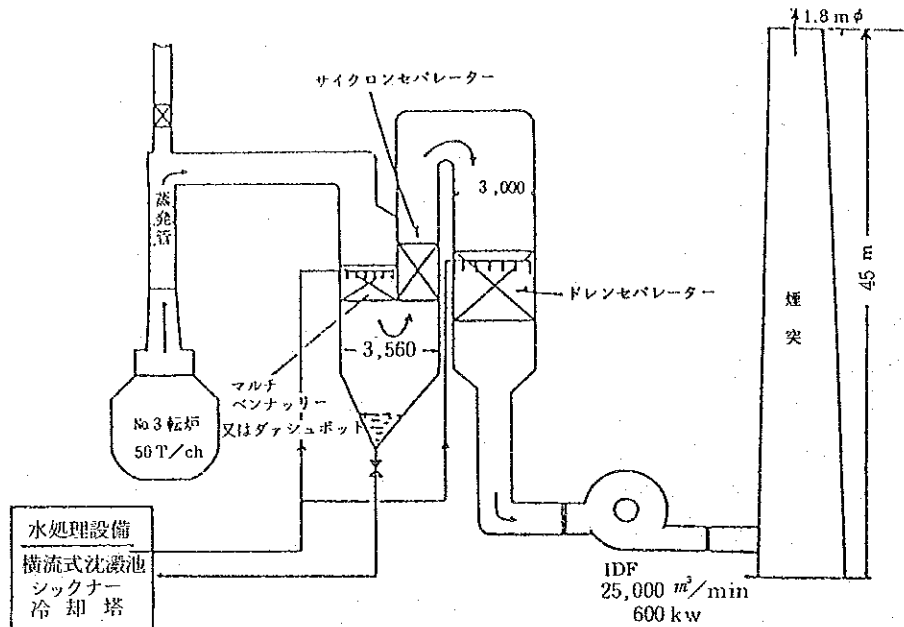 1.8 mφ
サイクロンセパレーター
3,000
蒸発管
ドレンセパレーター
45 m
煙突
3,560
マルチ
ベンナッリー
又はダァシュポット
No.3 転炉
50T/ch
水処理設備
横流式沈澱池
シックナー
冷却塔
IDF
25,000 m³/min
600 kw